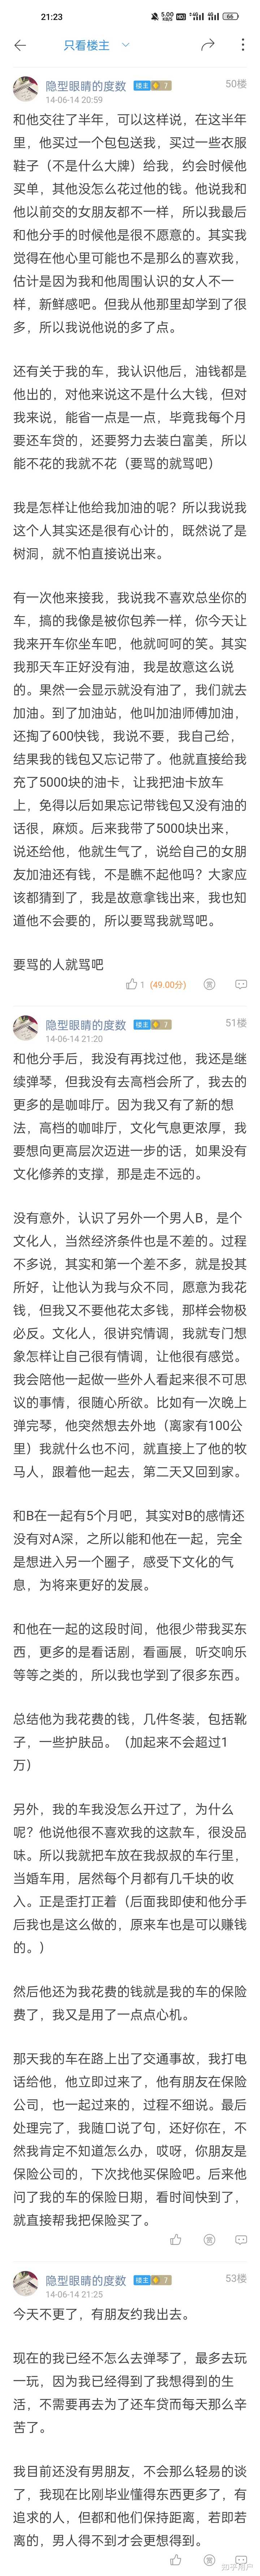 21:23
5.00
66
只看楼主
隐型眼睛的度数
楼主
7
50楼
14-06-14 20:59
和他交往了半年，可以这样说，在这半年
里，他买过一个包包送我，买过一些衣服
鞋子（不是什么大牌）给我，约会时候他
买单，其他没怎么花过他的钱。他说我和
他以前交的女朋友都不一样，所以我最后
和他分手的时候他是很不愿意的。其实我
觉得在他心里可能也不是那么的喜欢我，
估计是因为我和他周围认识的女人不一
样，新鲜感吧。但我从他那里却学到了很
多，所以我说他说的多了点。
还有关于我的车，我认识他后，油钱都是
他出的，对他来说这不是什么大钱，但对
我来说，能省一点是一点，毕竟我每个月
要还车贷的，还要努力去装白富美，所以
能不花的我就不花（要骂的就骂吧）
我是怎样让他给我加油的呢？所以我说我
这个人其实还是很有心计的，既然说了是
树洞，就不怕直接说出来。
有一次他来接我，我说我不喜欢总坐你的
车，搞的我像是被你包养一样，你今天让
我来开车你坐车吧，他就呵呵的笑。其实
我那天车正好没有油，我是故意这么说
的。果然一会显示就没有油了，我们就去
加油。到了加油站，他叫加油师傅加油，
还掏了600快钱，我说不要，我自己给，
结果我的钱包又忘记带了。他就直接给我
充了5000块的油卡，让我把油卡放车
上，免得以后如果忘记带钱包又没有油的
话很，麻烦。后来我带了5000块出来，
说还给他，他就生气了，说给自己的女朋
友加油还有钱，不是瞧不起他吗？大家应
该都猜到了，我是故意拿钱出来，我也知
道他不会要的，所以要骂我就骂吧。
要骂的人就骂吧
1
(49.00分)
隐型眼睛的度数
楼主
7
51楼
14-06-14 21:20
和他分手后，我没有再找过他，我还是继
续弹琴，但我没有去高档会所了，我去的
更多的是咖啡厅。因为我又有了新的想
法，高档的咖啡厅，文化气息更浓厚，我
要想向更高层次迈进一步的话，如果没有
文化修养的支撑，那是走不远的。
没有意外，认识了另外一个男人B，是个
文化人，当然经济条件也是不差的。过程
不多说，其实和第一个差不多，就是投其
所好，让他认为我与众不同，愿意为我花
钱，但我又不要他花太多钱，那样会物极
必反。文化人，很讲究情调，我就专门想
象怎样让自己很有情调，让他很有感觉。
我会陪他一起做一些外人看起来很不可思
议的事情，很随心所欲。比如有一次晚上
弹完琴，他突然想去外地（离家有100公
里）我就什么也不问，就直接上了他的牧
马人，跟着他一起去，第二天又回到家。
和B在一起有5个月吧，其实对B的感情还
没有对A深，之所以能和他在一起，完全
是想进入另一个圈子，感受下文化的气
息，为将来更好的发展。
和他在一起的这段时间，他很少带我买东
西，更多的是看话剧，看画展，听交响乐
等等之类的，所以我也学到了很多东西。
总结他为我花费的钱，几件冬装，包括靴
子，一些护肤品。（加起来不会超过1
万）
另外，我的车我没怎么开过了，为什么
呢？他说他很不喜欢我的这款车，很没品
味。所以我就把车放在我叔叔的车行里，
当婚车用，居然每个月都有几千块的收
入。正是歪打正着（后面我即使和他分手
后我也是这么做的，原来车也是可以赚钱
的。）
然后他还为我花费的钱就是我的车的保险
费了，我又是用了一点点心机。
那天我的车在路上出了交通事故，我打电
话给他，他立即过来了，他有朋友在保险
公司，也一起过来的，过程不细说。最后
处理完了，我随口说了句，还好你在，不
然我肯定不知道怎么办，哎呀，你朋友是
保险公司的，下次找他买保险吧。后来他
问了我的车的保险日期，看时间快到了，
就直接帮我把保险买了。
隐型眼睛的度数
楼主
7
53楼
14-06-14 21:25
今天不更了，有朋友约我出去。
现在的我已经不怎么去弹琴了，最多去玩
一玩，因为我已经得到了我想得到的生
活，不需要再去为了还车贷而每天那么辛
苦了。
我目前还没有男朋友，不会那么轻易的谈
了，我现在比刚毕业懂得东西更多了，有
追求的人，但都和他们保持距离，若即若
离的，男人得不到才会更想得到。
知乎用户